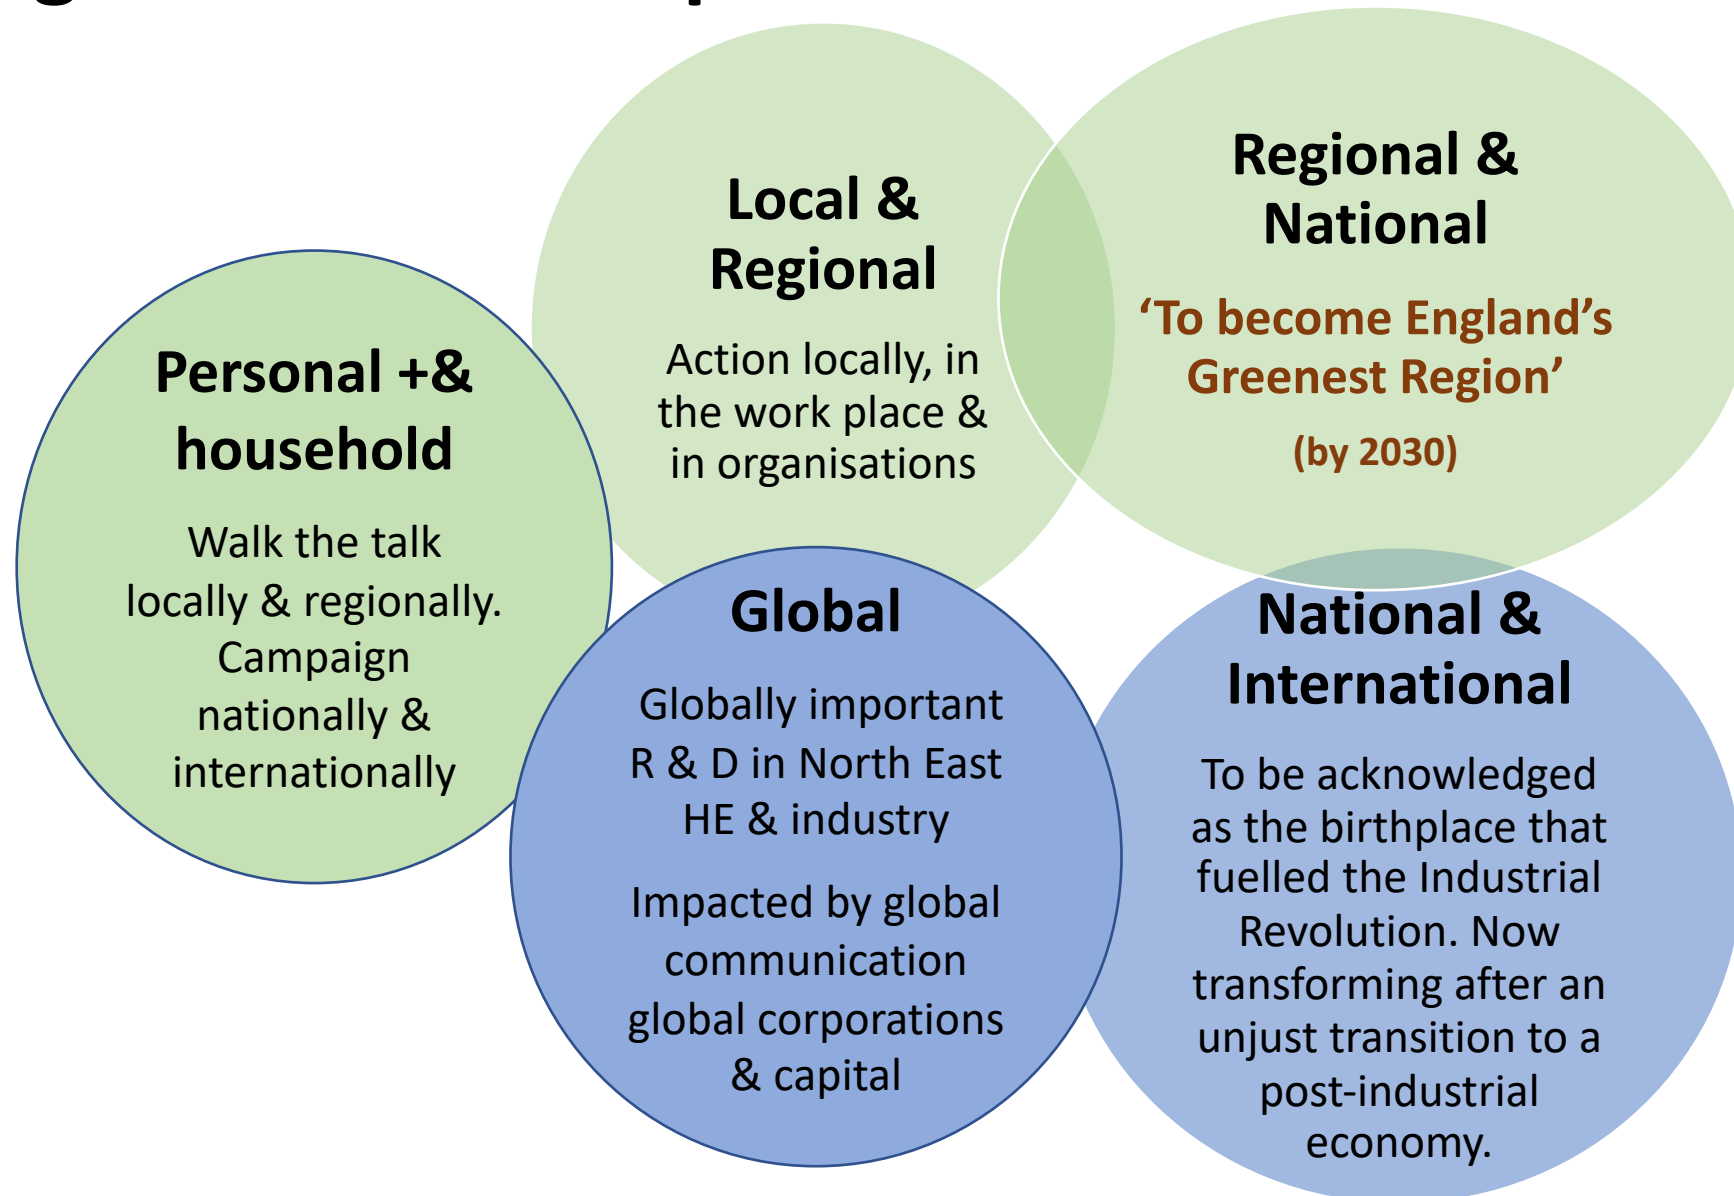 Personal +&
household
Walk the talk
locally & regionally.
Campaign
nationally &
internationally
Local &
Regional
Action locally, in
the work place &
in organisations
Regional &
National
‘To become England’s
Greenest Region’
(by 2030)
Global
Globally important
R & D in North East
HE & industry
Impacted by global
communication
global corporations
& capital
National &
International
To be acknowledged
as the birthplace that
fuelled the Industrial
Revolution. Now
transforming after an
unjust transition to a
post-industrial
economy.